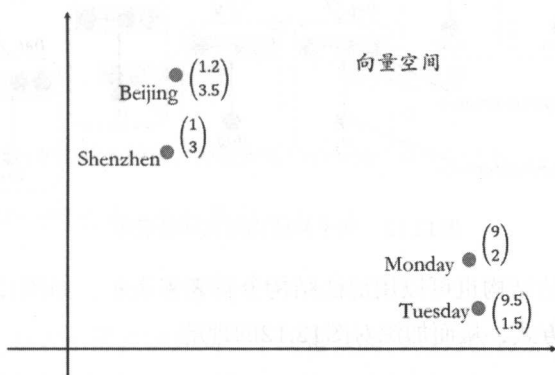 向量空间
Beijing (1.2 3.5)
Shenzhen (1 3)
Monday (9 2)
Tuesday (9.5 1.5)